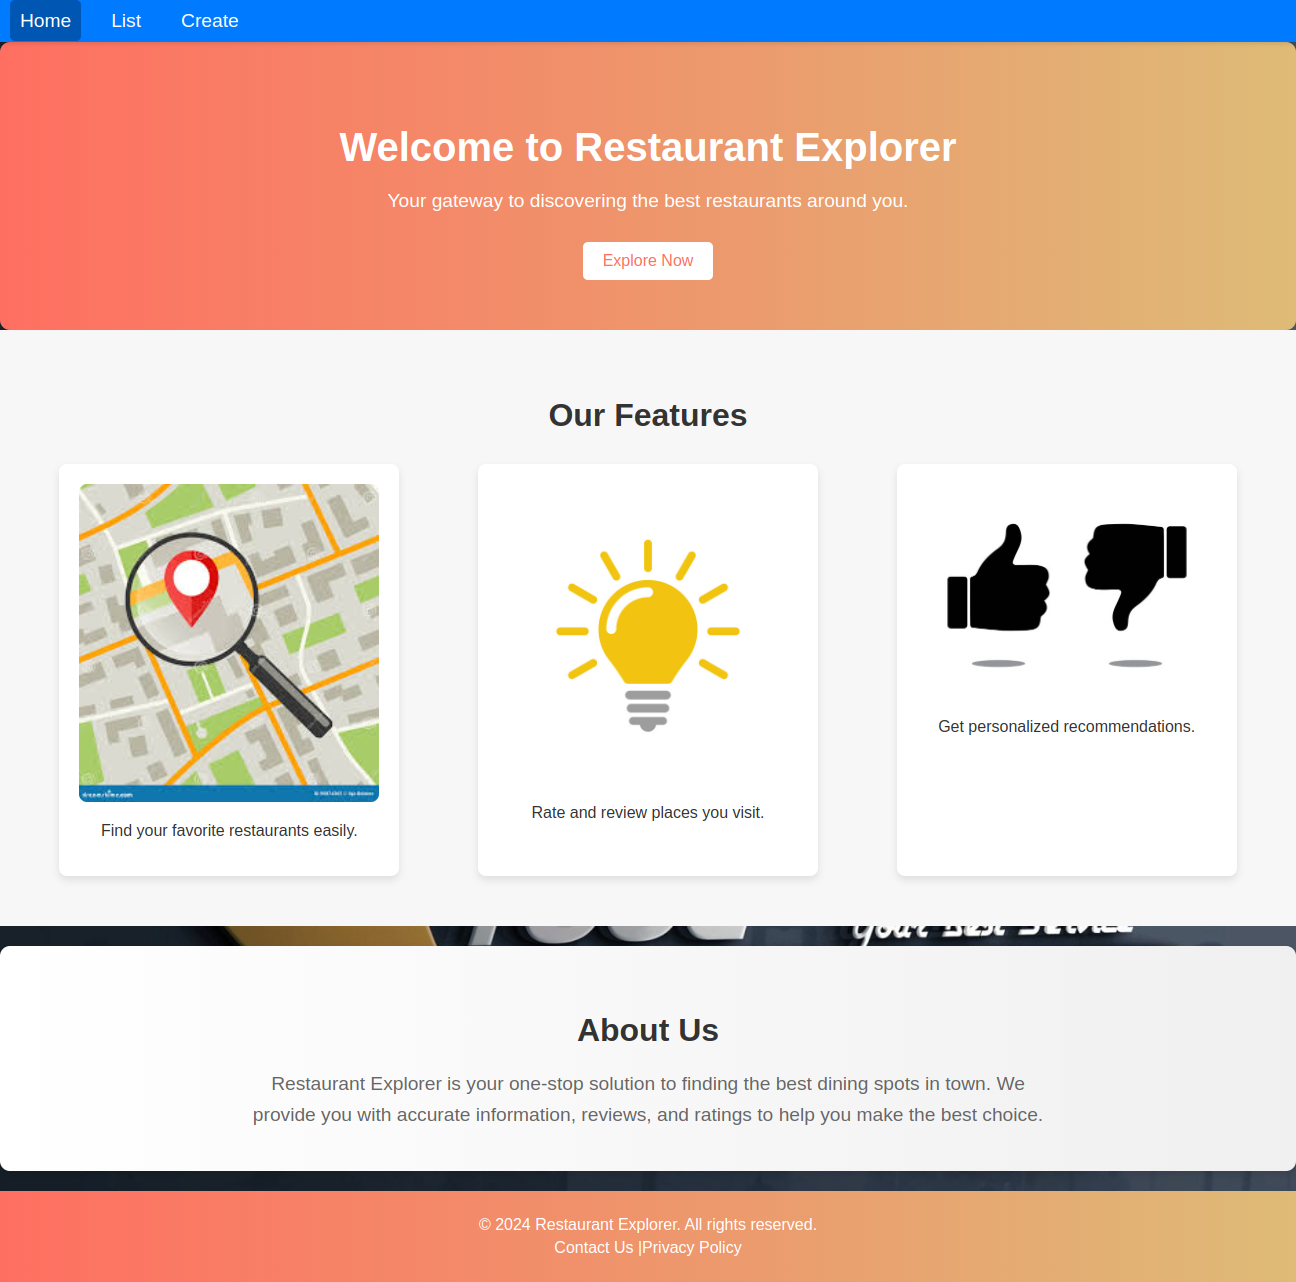 Home List Create
Welcome to Restaurant Explorer
Your gateway to discovering the best restaurants around you.
Explore Now
Our Features
Find your favorite restaurants easily.
Rate and review places you visit.
Get personalized recommendations.
Your Best Service
About Us
Restaurant Explorer is your one-stop solution to finding the best dining spots in town. We
provide you with accurate information, reviews, and ratings to help you make the best choice.
© 2024 Restaurant Explorer. All rights reserved.
Contact Us |Privacy Policy